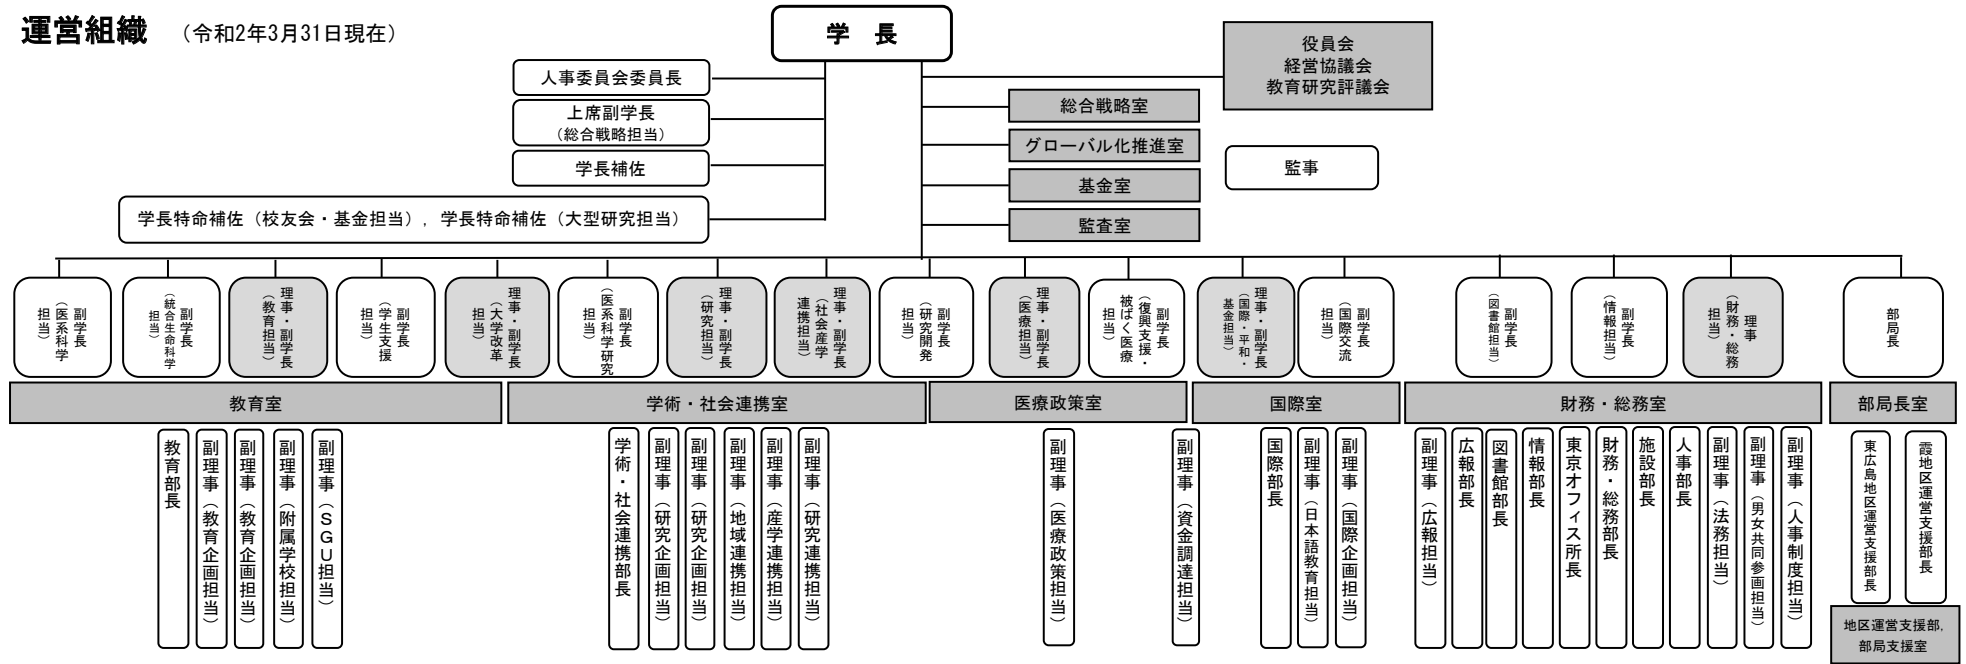 運営組織 （令和2年3月31日現在）
学 長
役員会
経営協議会
教育研究評議会
人事委員会委員長
上席副学長
（総合戦略担当）
学長補佐
学長特命補佐（校友会・基金担当），学長特命補佐（大型研究担当）
総合戦略室
グローバル化推進室
基金室
監査室
監事
副学長
（医系科学
担当）
副学長
（統合生命科学
担当）
理事・副学長
（教育担当）
副学長
（学生支援
担当）
理事・副学長
（大学改革
担当）
副学長
（医系科学研究
担当）
理事・副学長
（研究担当）
理事・副学長
（社会産学
連携担当）
副学長
（研究開発
担当）
理事・副学長
（医療担当）
副学長
（復興支援・
被ばく医療
担当）
理事・副学長
（国際・平和・
基金担当）
副学長
（国際交流
担当）
副学長
（図書館担当）
副学長
（情報担当）
理事
（財務・総務
担当）
部局長
教育室
学術・社会連携室
医療政策室
国際室
財務・総務室
部局長室
教育部長
副理事（教育企画担当）
副理事（教育企画担当）
副理事（附属学校担当）
副理事（ＳＧＵ担当）
学術・社会連携部長
副理事（研究企画担当）
副理事（研究企画担当）
副理事（地域連携担当）
副理事（産学連携担当）
副理事（研究連携担当）
副理事（医療政策担当）
副理事（資金調達担当）
国際部長
副理事（日本語教育担当）
副理事（国際企画担当）
副理事（広報担当）
広報部長
図書館部長
情報部長
東京オフィス所長
財務・総務部長
施設部長
人事部長
副理事（法務担当）
副理事（男女共同参画担当）
副理事（人事制度担当）
東広島地区運営支援部長
霞地区運営支援部長
地区運営支援部，
部局支援室